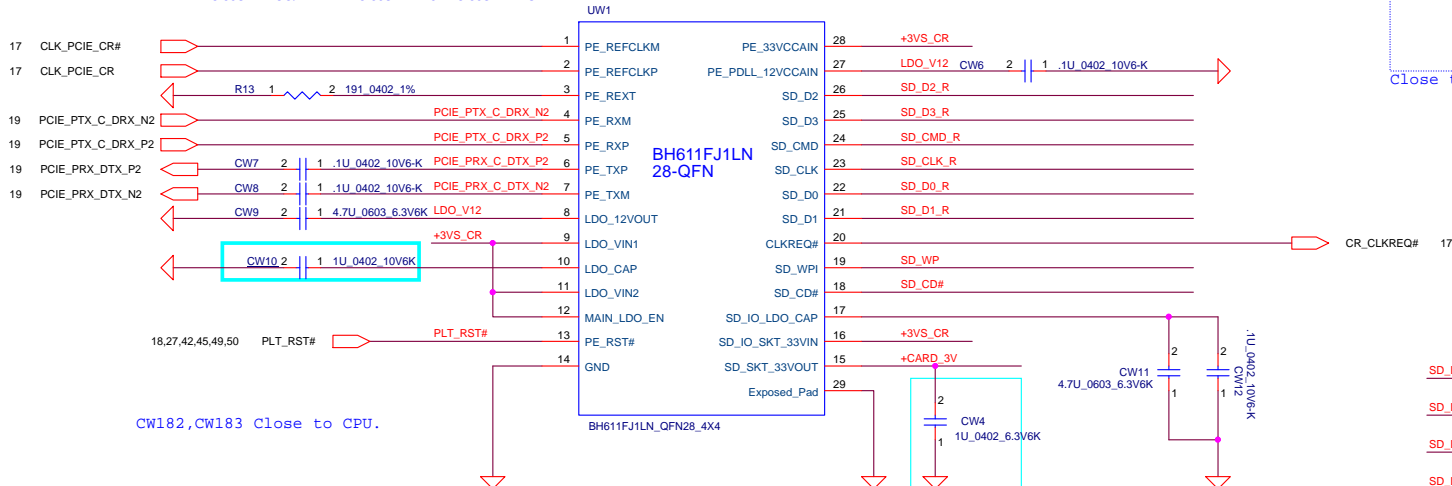 UW1
17 CLK_PCIE_CR# 1 PE_REFCLKM PE_33VCCAIN 28 +3VS_CR
17 CLK_PCIE_CR 2 PE_REFCLKP PE_PDLL_12VCCAIN 27 LDO_V12 CW6 2 1 .1U_0402_10V6-K
Close
R13 1 2 191_0402_1% 3 PE_REXT SD_D2 26 SD_D2_R
19 PCIE_PTX_C_DRX_N2 PCIE_PTX_C_DRX_N2 4 PE_RXM SD_D3 25 SD_D3_R
19 PCIE_PTX_C_DRX_P2 PCIE_PTX_C_DRX_P2 5 PE_RXP SD_CMD 24 SD_CMD_R
BH611FJ1LN
28-QFN
19 PCIE_PRX_DTX_P2 CW7 2 1 .1U_0402_10V6-K PCIE_PRX_C_DTX_P2 6 PE_TXP SD_CLK 23 SD_CLK_R
19 PCIE_PRX_DTX_N2 CW8 2 1 .1U_0402_10V6-K PCIE_PRX_C_DTX_N2 7 PE_TXM SD_D0 22 SD_D0_R
CW9 2 1 4.7U_0603_6.3V6K LDO_V12 8 LDO_12VOUT SD_D1 21 SD_D1_R
+3VS_CR 9 LDO_VIN1 CLKREQ# 20 CR_CLKREQ# 17
CW10 2 1 1U_0402_10V6K 10 LDO_CAP SD_WPI 19 SD_WP
11 LDO_VIN2 SD_CD# 18 SD_CD#
12 MAIN_LDO_EN SD_IO_LDO_CAP 17
18,27,42,45,49,50 PLT_RST# PLT_RST# 13 PE_RST# SD_IO_SKT_33VIN 16 +3VS_CR
14 GND SD_SKT_33VOUT 15 +CARD_3V
Exposed_Pad 29
2 CW11 4.7U_0603_6.3V6K 1
2 CW12 .1U_0402_10V6-K 1
2 CW4 1U_0402_6.3V6K 1
CW182,CW183 Close to CPU.
BH611FJ1LN_QFN28_4X4